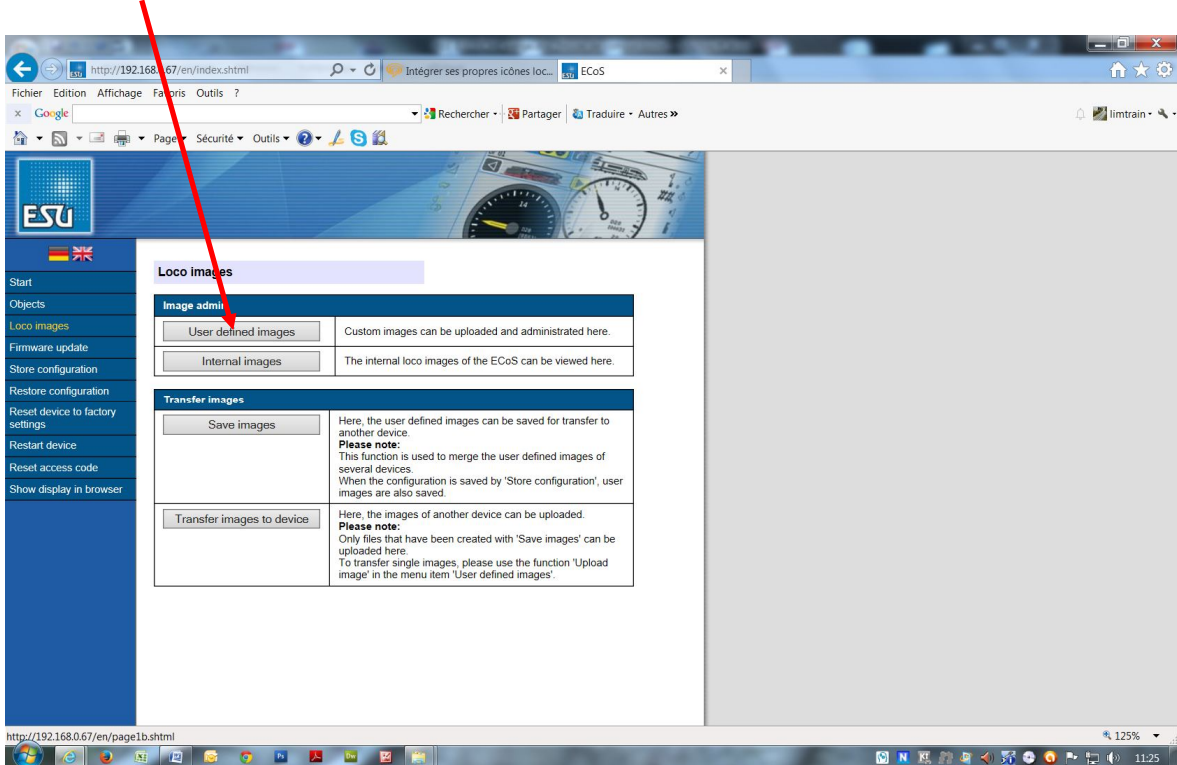 http://192.168.0.67/en/index.shtml
Intégrer ses propres icônes loc...
ECoS
Fichier Edition Affichage Favoris Outils ?
x Google
Rechercher
Partager
Traduire
Autres »
limtrain
Page
Sécurité
Outils
ESU
Start
Objects
Loco images
Firmware update
Store configuration
Restore configuration
Reset device to factory
settings
Restart device
Reset access code
Show display in browser
Loco images
Image admin
User defined images
Custom images can be uploaded and administrated here.
Internal images
The internal loco images of the ECoS can be viewed here.
Transfer images
Save images
Here, the user defined images can be saved for transfer to
another device.
Please note:
This function is used to merge the user defined images of
several devices.
When the configuration is saved by 'Store configuration', user
images are also saved.
Transfer images to device
Here, the images of another device can be uploaded.
Please note:
Only files that have been created with 'Save images' can be
uploaded here.
To transfer single images, please use the function 'Upload
image' in the menu item 'User defined images'.
http://192.168.0.67/en/page1b.shtml
125%
11:25